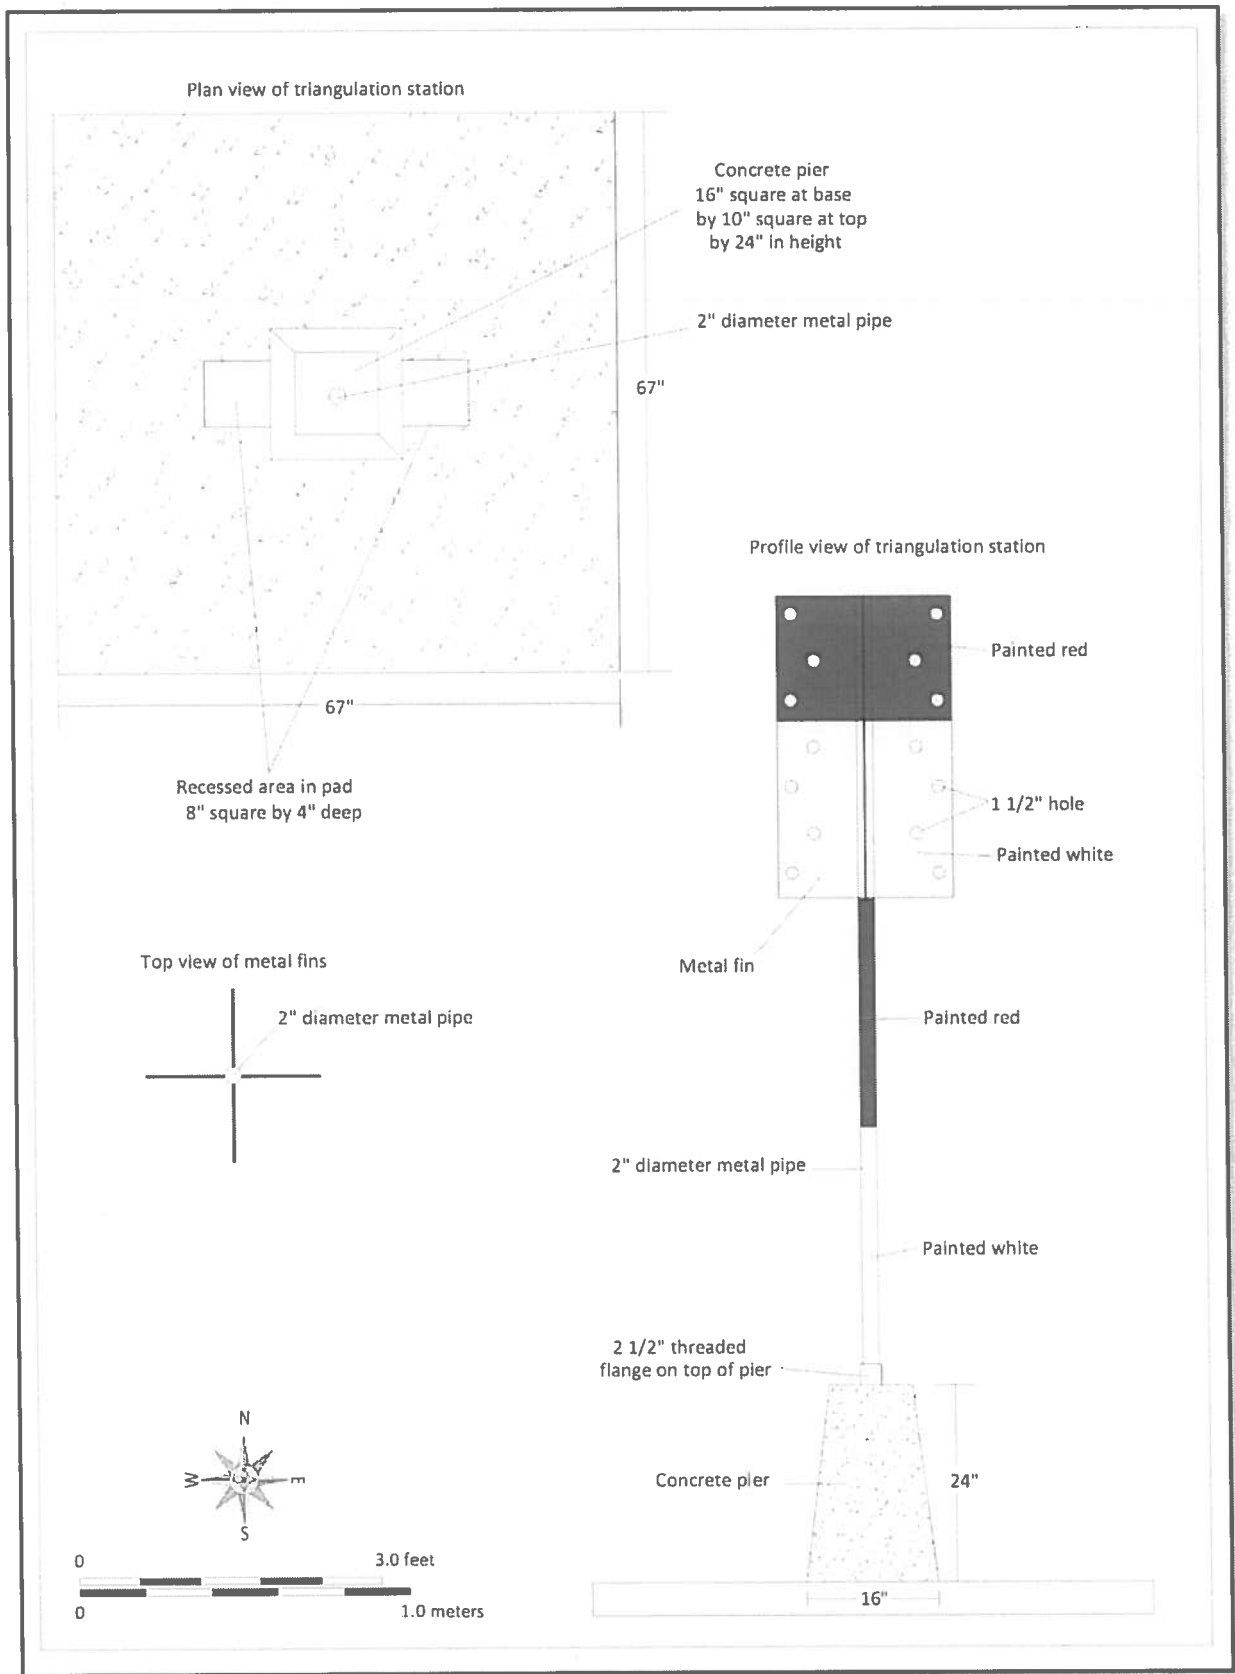 Plan view of triangulation station
Concrete pier
16" square at base
by 10" square at top
by 24" in height
2" diameter metal pipe
67"
67"
Recessed area in pad
8" square by 4" deep
Profile view of triangulation station
Painted red
1 1/2" hole
Painted white
Metal fin
Painted red
2" diameter metal pipe
Painted white
2 1/2" threaded
flange on top of pier
Concrete pier
24"
16"
Top view of metal fins
2" diameter metal pipe
N
W
E
S
0
3.0 feet
0
1.0 meters